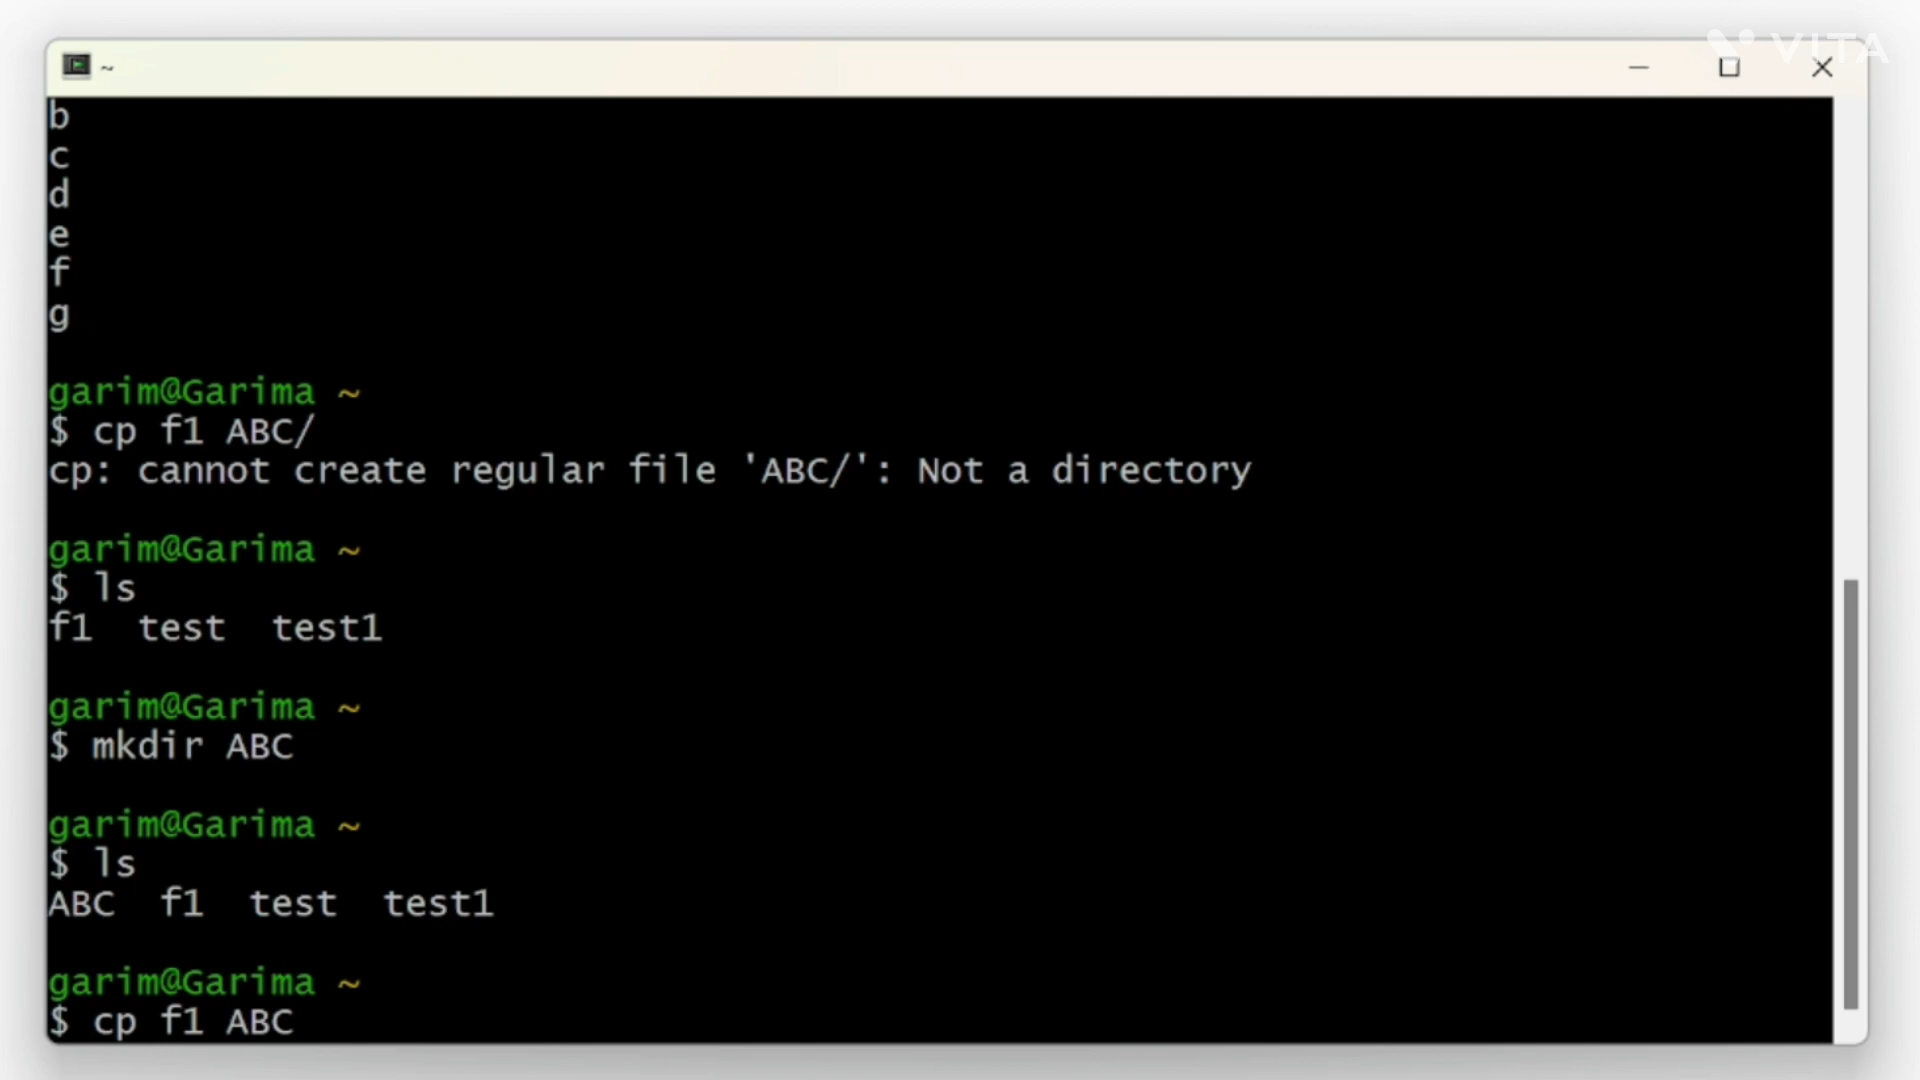 VITA
~
b
c
d
e
f
g
garim@Garima ~
$ cp f1 ABC/
cp: cannot create regular file 'ABC/': Not a directory
garim@Garima ~
$ ls
f1  test  test1
garim@Garima ~
$ mkdir ABC
garim@Garima ~
$ ls
ABC  f1  test  test1
garim@Garima ~
$ cp f1 ABC